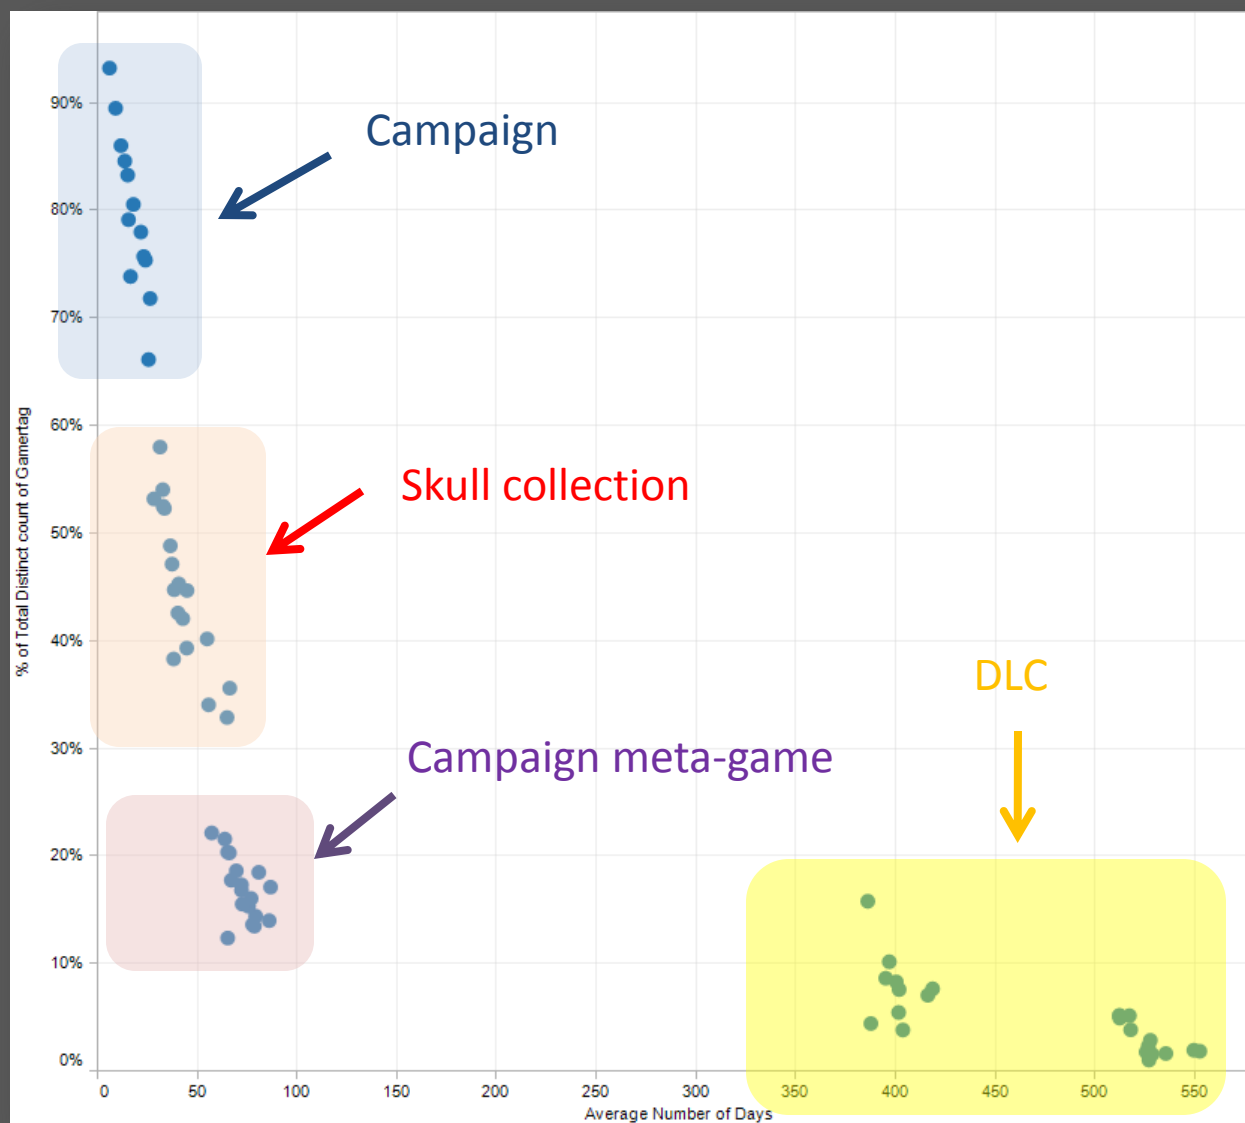 90%
Campaign
80%
70%
60%
% of Total Distinct count of Gamertag
Skull collection
50%
40%
DLC
30%
Campaign meta-game
20%
10%
0%
0 50 100 150 200 250 300 350 400 450 500 550
Average Number of Days